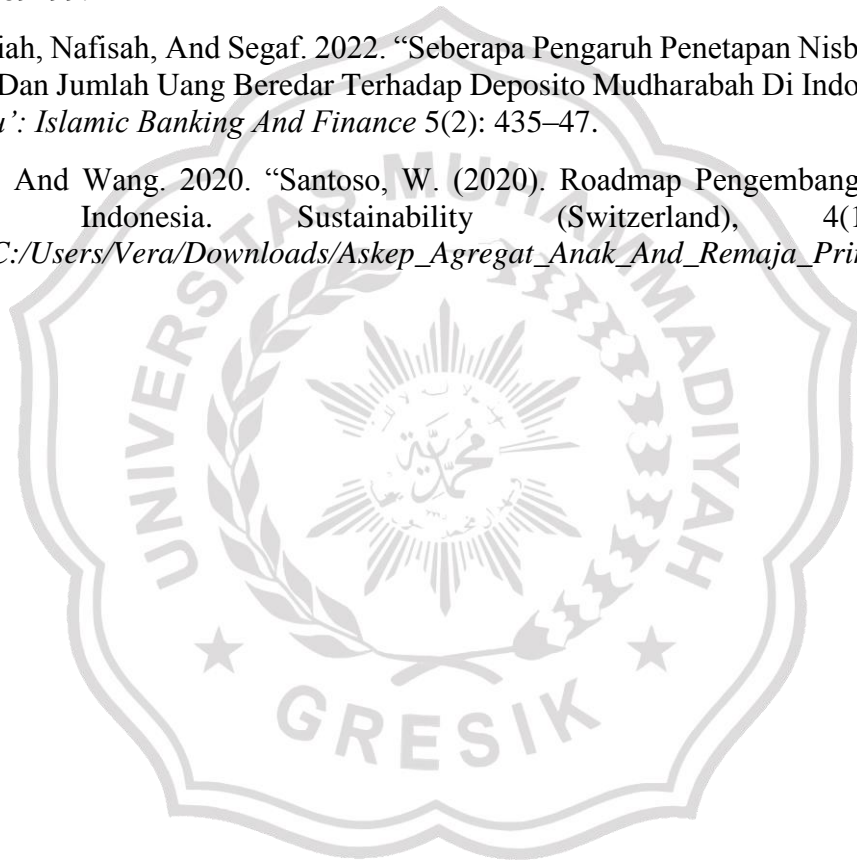 iah, Nafisah, And Segaf. 2022. “Seberapa Pengaruh Penetapan Nisb
Dan Jumlah Uang Beredar Terhadap Deposito Mudharabah Di Indo
u’: Islamic Banking And Finance 5(2): 435–47.
And Wang. 2020. “Santoso, W. (2020). Roadmap Pengembang
Indonesia. Sustainability (Switzerland), 4(1
C:/Users/Vera/Downloads/Askep_Agregat_Anak_And_Remaja_Prin
UNIVERSITAS MUHAMMADIYAH
GRESIK